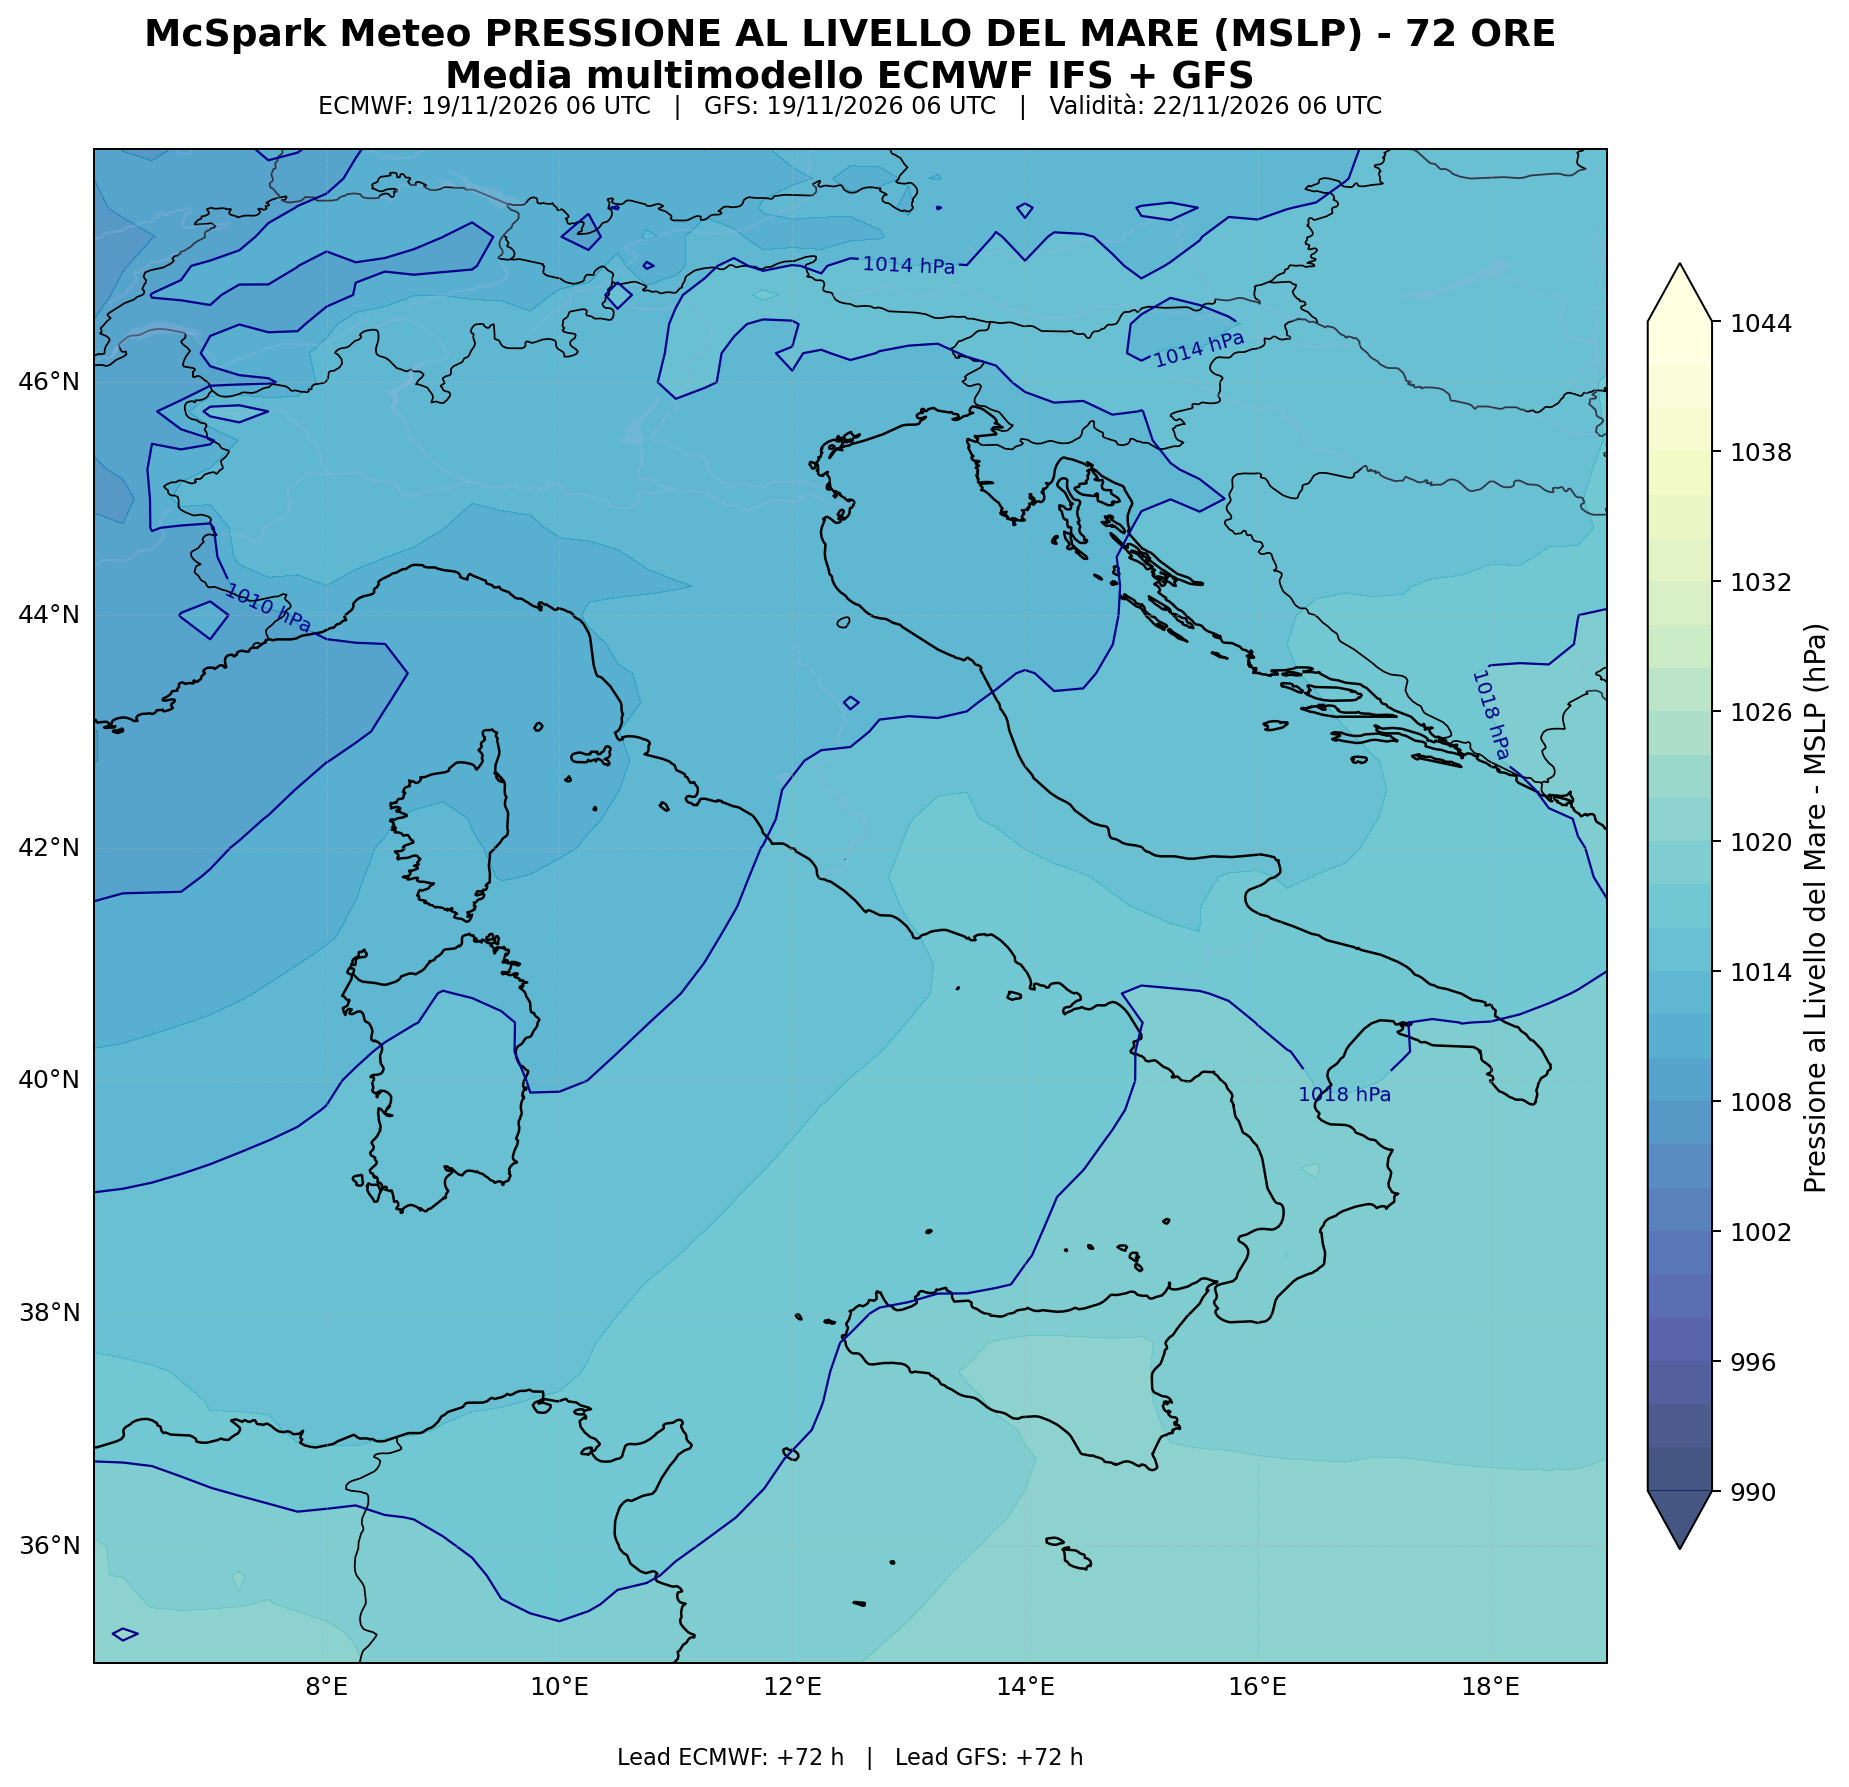 McSpark Meteo PRESSIONE AL LIVELLO DEL MARE (MSLP) - 72 ORE
Media multimodello ECMWF IFS + GFS
ECMWF: 19/11/2026 06 UTC | GFS: 19/11/2026 06 UTC | Validità: 22/11/2026 06 UTC
1014 hPa
1014 hPa
1010 hPa
1018 hPa
1018 hPa
46°N
44°N
42°N
40°N
38°N
36°N
8°E
10°E
12°E
14°E
16°E
18°E
1044
1038
1032
1026
1020
1014
1008
1002
996
990
Pressione al Livello del Mare - MSLP (hPa)
Lead ECMWF: +72 h | Lead GFS: +72 h